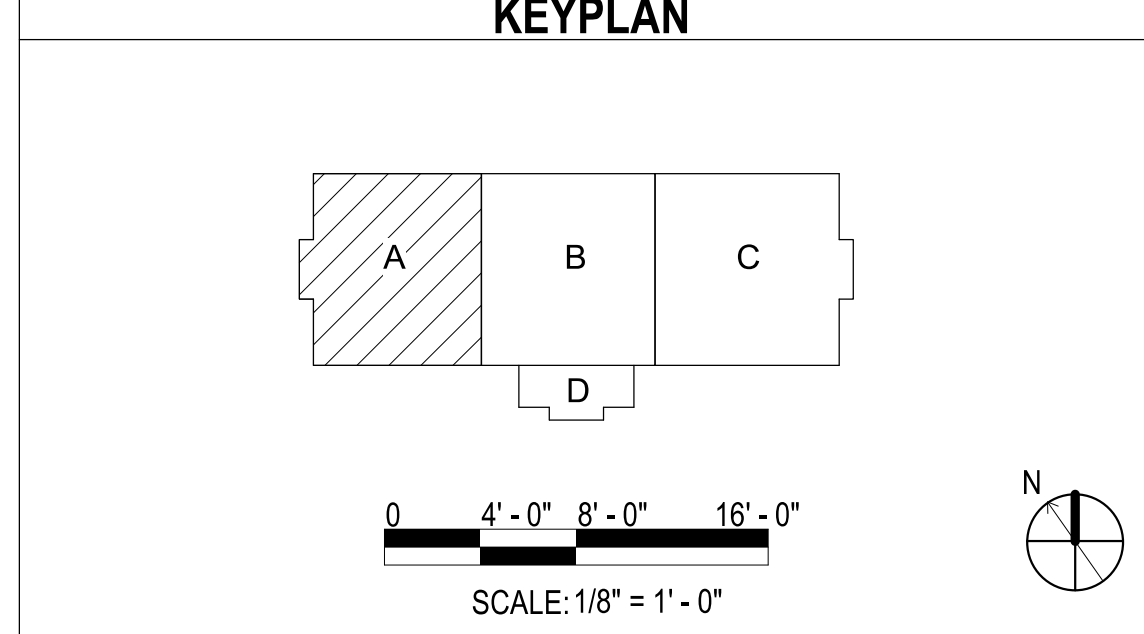 KEYPLAN
A B C
D
N
0 4' - 0" 8' - 0" 16' - 0"
SCALE: 1/8" = 1' - 0"